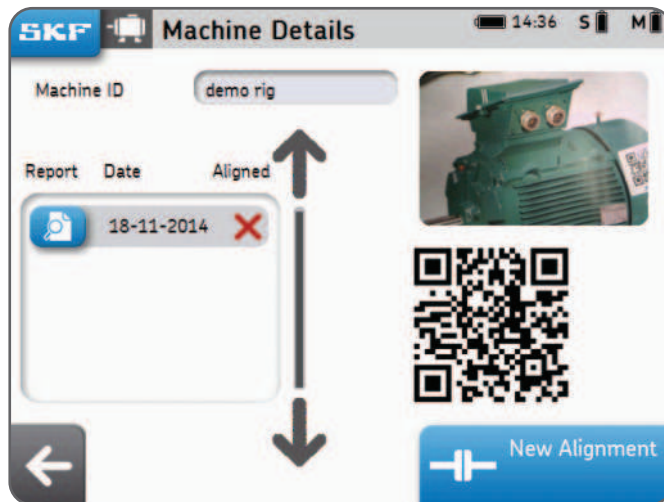 SKF Machine Details 14:36 S M
Machine ID demo rig
Report Date Aligned
18-11-2014
New Alignment